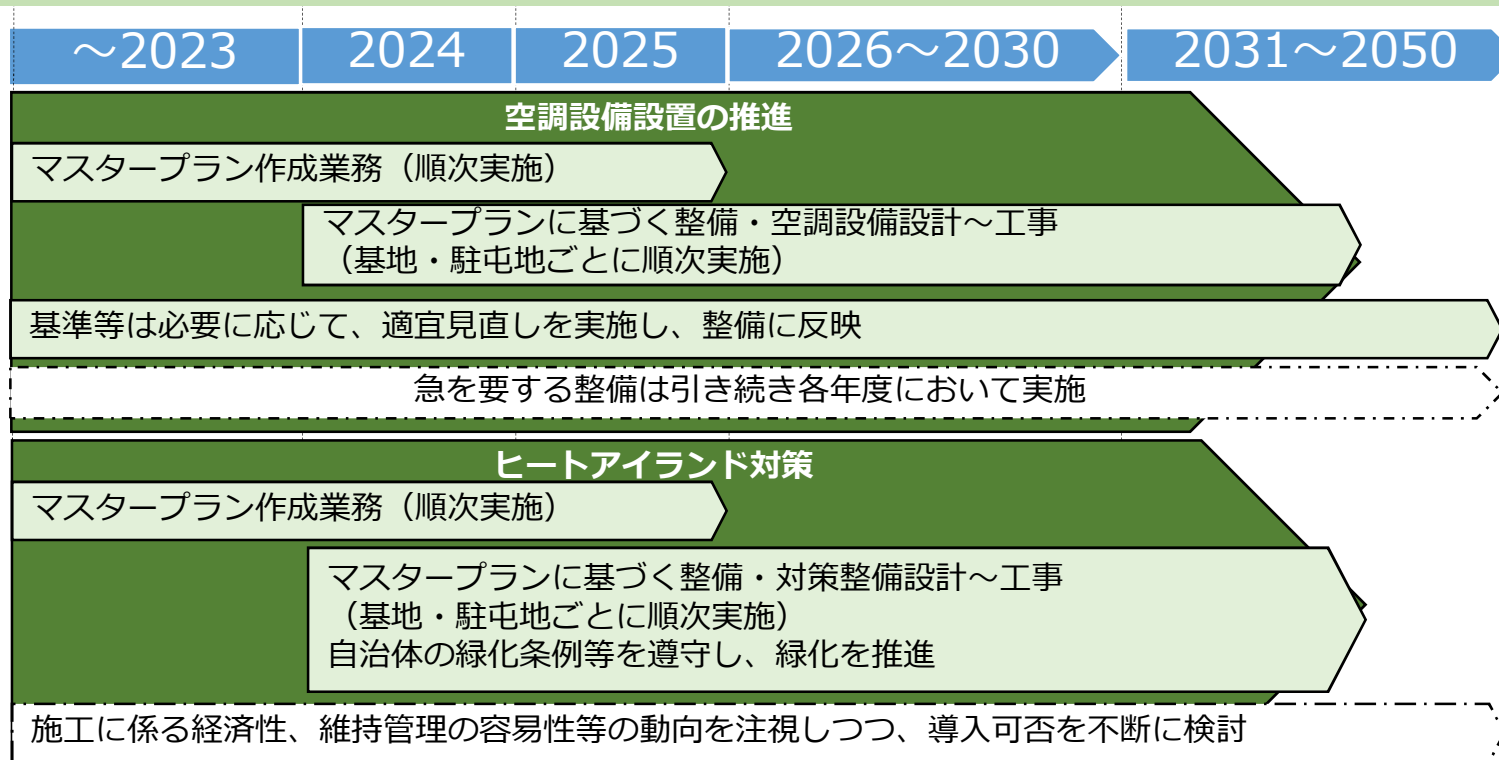 ～2023
2024
2025
2026～2030
2031～2050
空調設備設置の推進
マスタープラン作成業務（順次実施）
マスタープランに基づく整備・空調設備設計～工事
（基地・駐屯地ごとに順次実施）
基準等は必要に応じて、適宜見直しを実施し、整備に反映
急を要する整備は引き続き各年度において実施
ヒートアイランド対策
マスタープラン作成業務（順次実施）
マスタープランに基づく整備・対策整備設計～工事
（基地・駐屯地ごとに順次実施）
自治体の緑化条例等を遵守し、緑化を推進
施工に係る経済性、維持管理の容易性等の動向を注視しつつ、導入可否を不断に検討